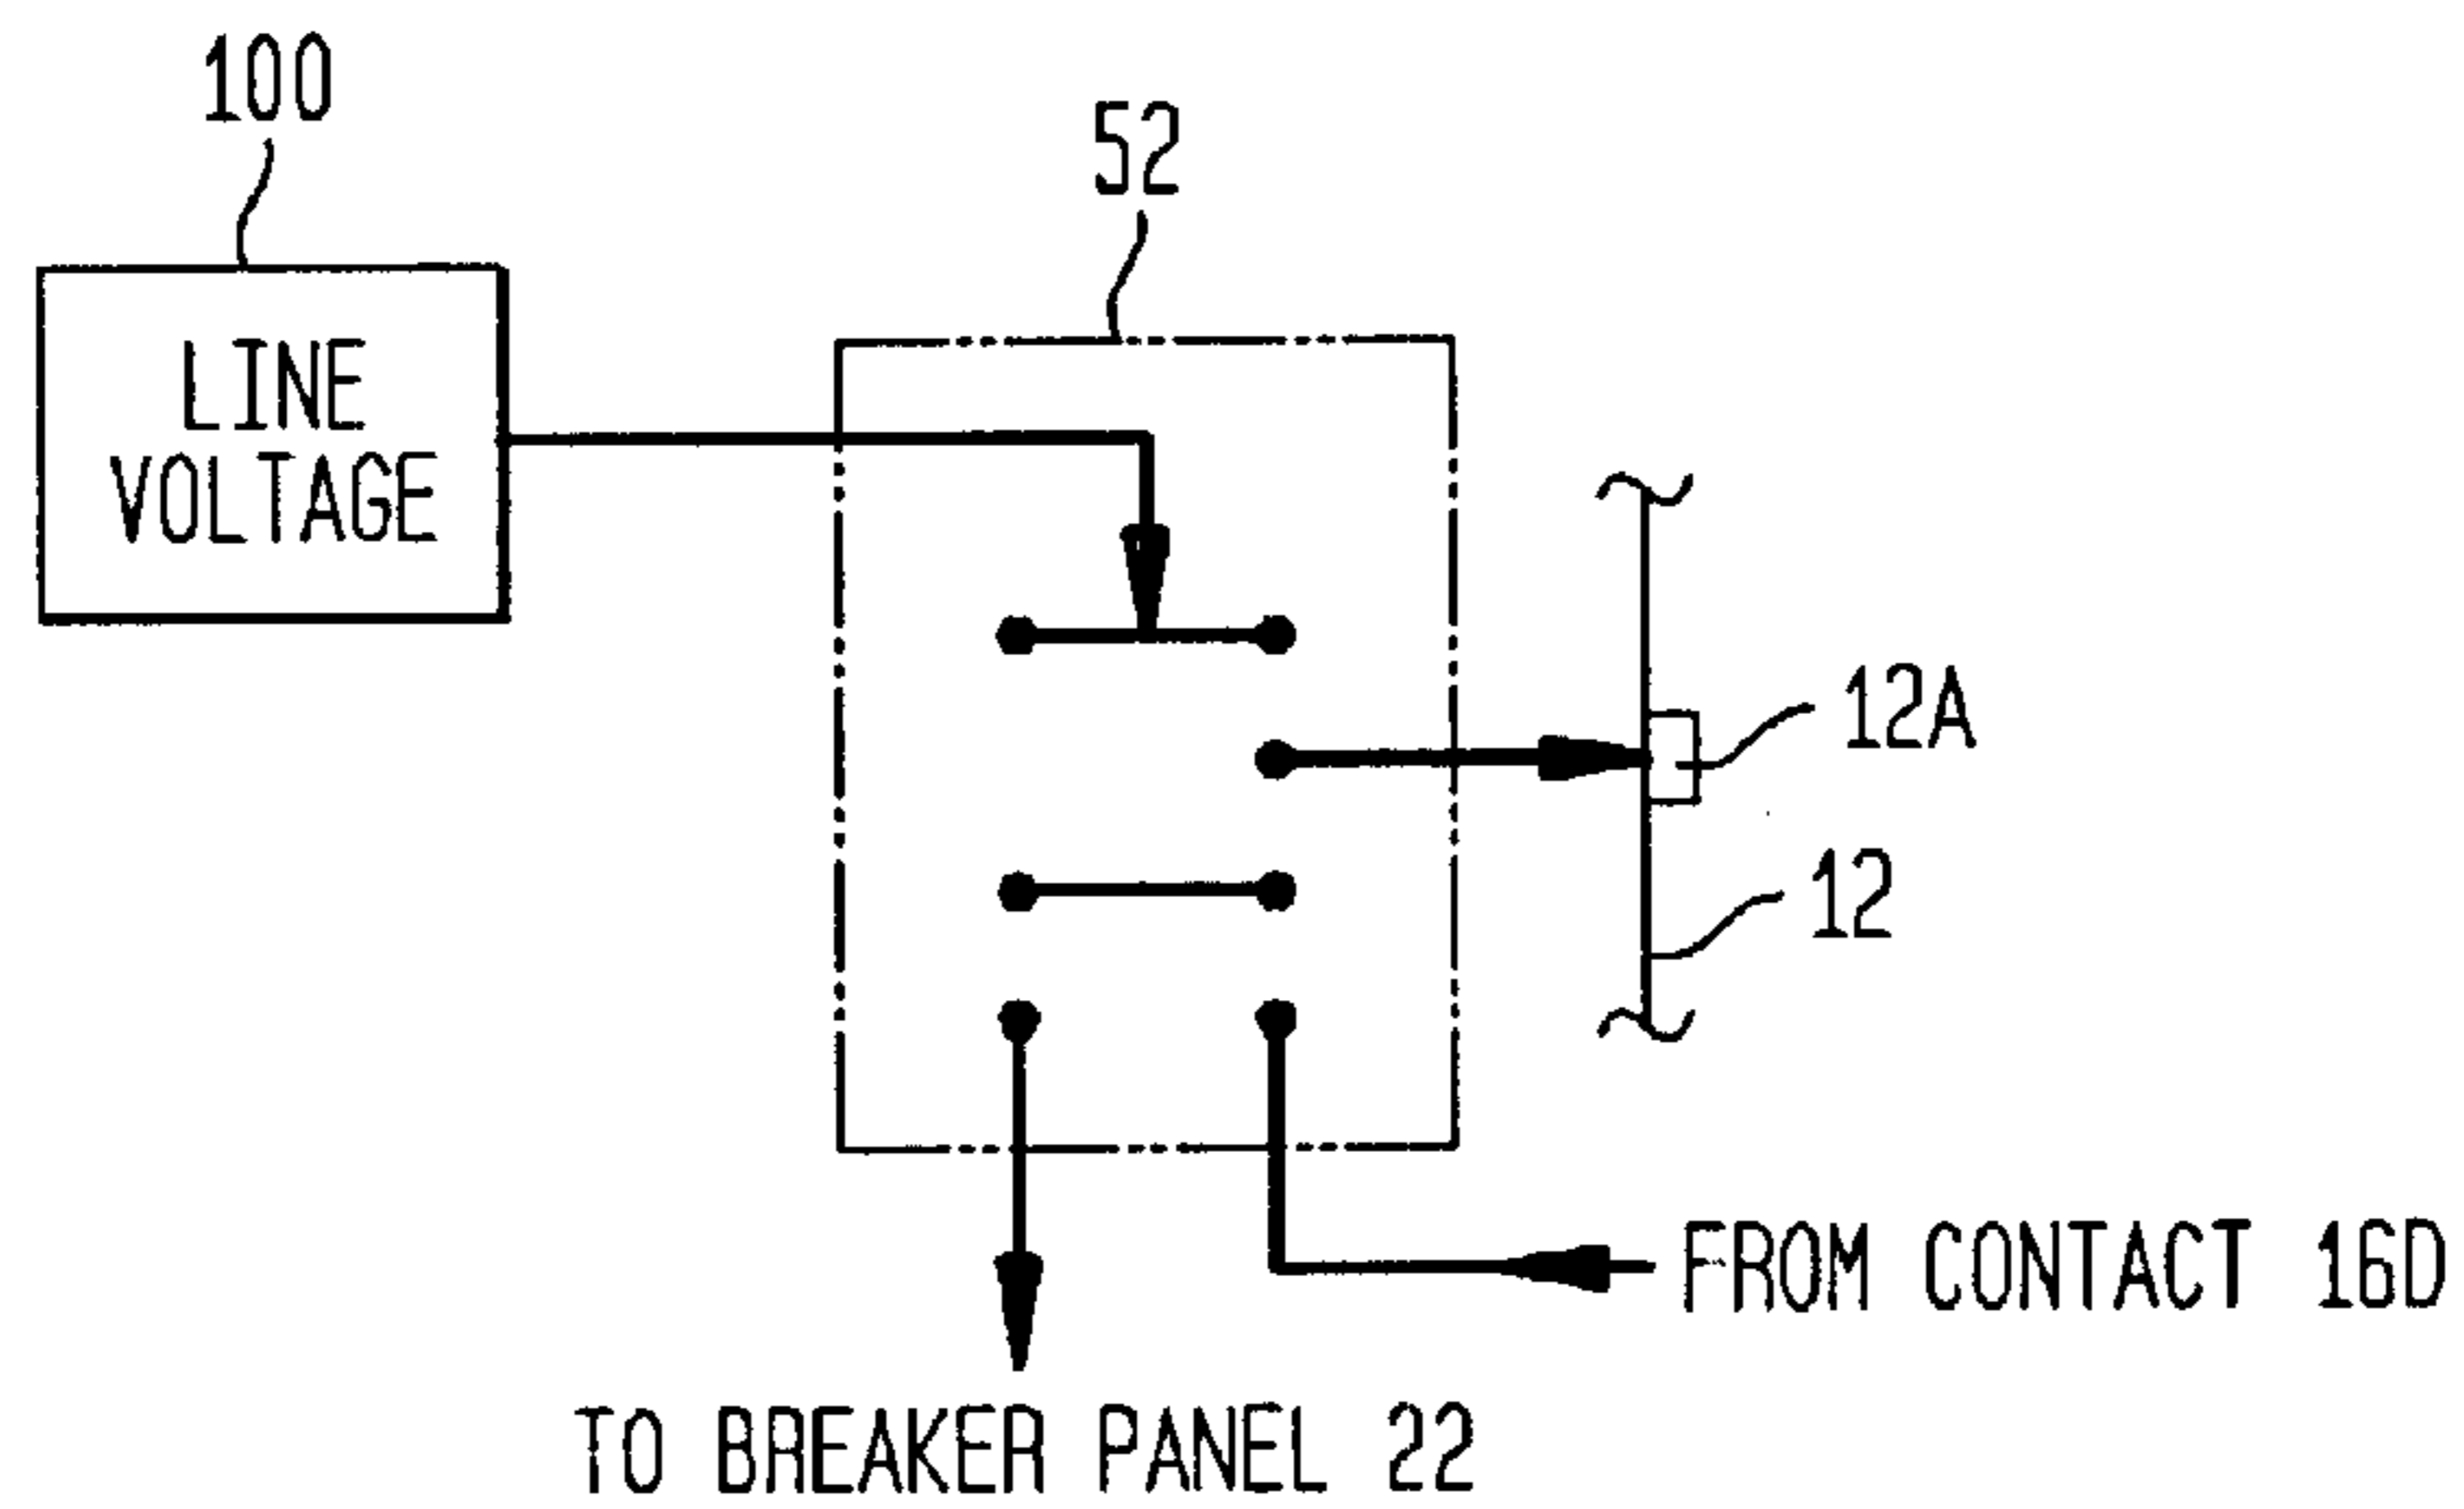 100
52
LINE
VOLTAGE
12A
12
FROM CONTACT 16D
TO BREAKER PANEL 22